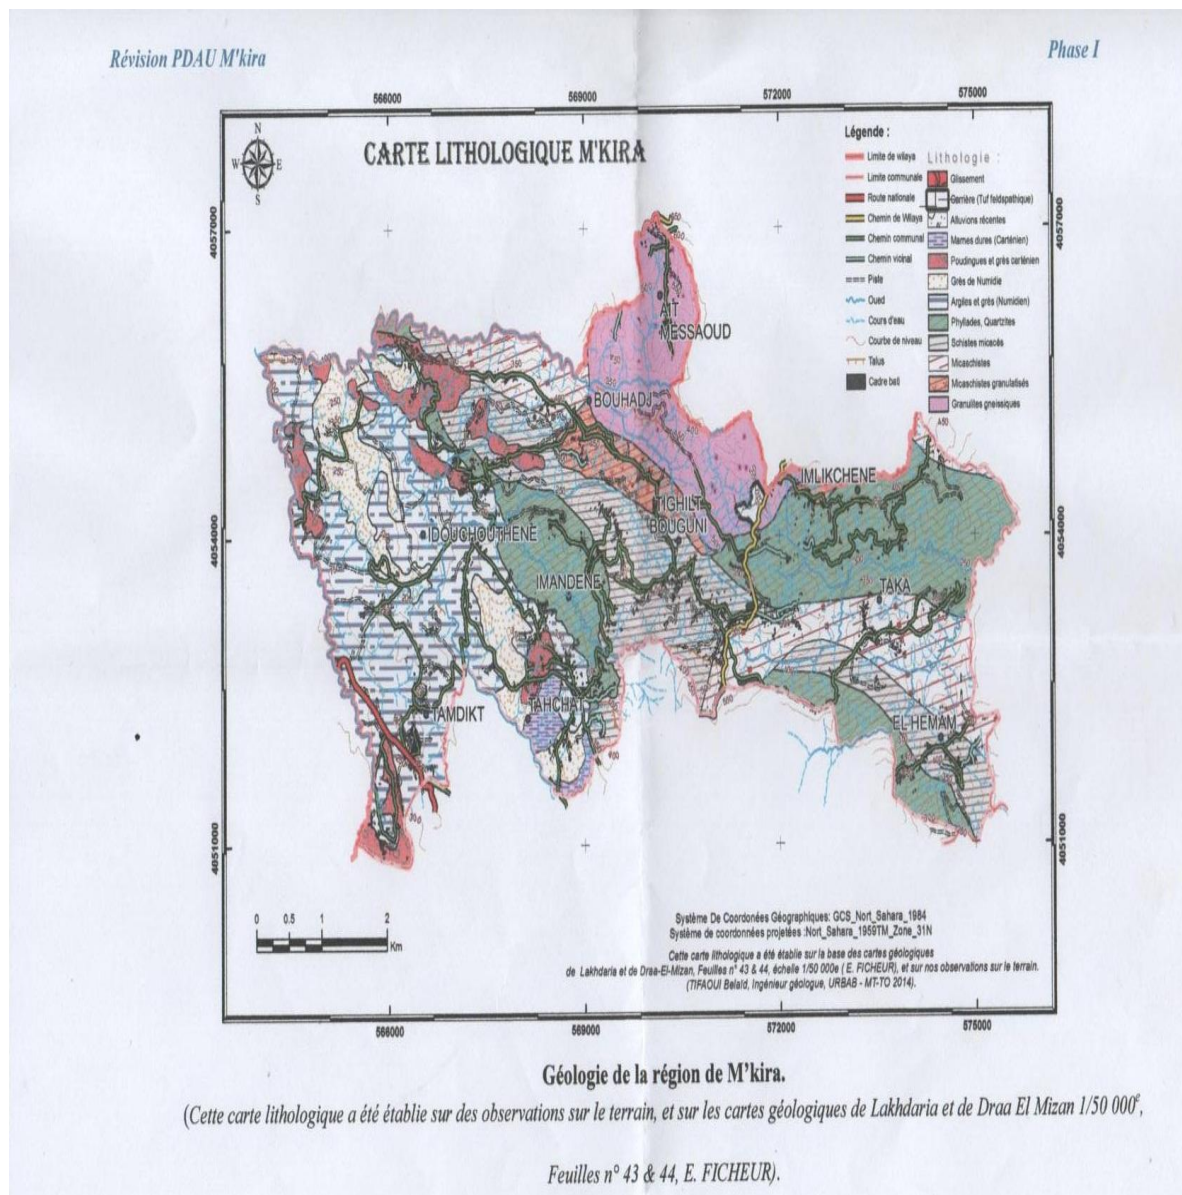 Révision PDAU M'kira
Phase I
566000
569000
572000
575000
CARTE LITHOLOGIQUE M'KIRA
N
W
E
S
Légende :
Limite de wilaya
Limite communale
Route nationale
Chemin de Wilaya
Chemin communal
Chemin vicinal
Piste
Oued
Cours d'eau
Courbe de niveau
Talus
Cadre bati
Lithologie :
Glissement
Carrière (Tuf feldspathique)
Alluvions récentes
Marnes dures (Carténien)
Poudingues et grès carténien
Grès de Numidie
Argiles et grès (Numidien)
Phyllades, Quartzites
Schistes micacés
Micaschistes
Micaschistes granulatisés
Granulites gneissiques
4057000
4057000
AIT
MESSAOUD
BOUHADJ
IMLIKCHENE
TIGHILT
BOUGUNI
IDOUCHOUTHENE
4054000
4054000
IMANDENE
TAKA
TAHCHAT
TAMDIKT
EL HEMAM
4051000
4051000
0 0.5 1 2
Km
Système De Coordonées Géographiques: GCS_Nort_Sahara_1984
Système de coordonnées projetées :Nort_Sahara_1959TM_Zone_31N
Cette carte lithologique a été établie sur la base des cartes géologiques
de Lakhdaria et de Draa-El-Mizan, Feuilles n° 43 & 44, échelle 1/50 000e ( E. FICHEUR), et sur nos observations sur le terrain.
(TIFAOUI Belaid, Ingénieur géologue, URBAB - MT-TO 2014).
566000
569000
572000
575000
Géologie de la région de M'kira.
(Cette carte lithologique a été établie sur des observations sur le terrain, et sur les cartes géologiques de Lakhdaria et de Draa El Mizan 1/50 000e,
Feuilles n° 43 & 44, E. FICHEUR).